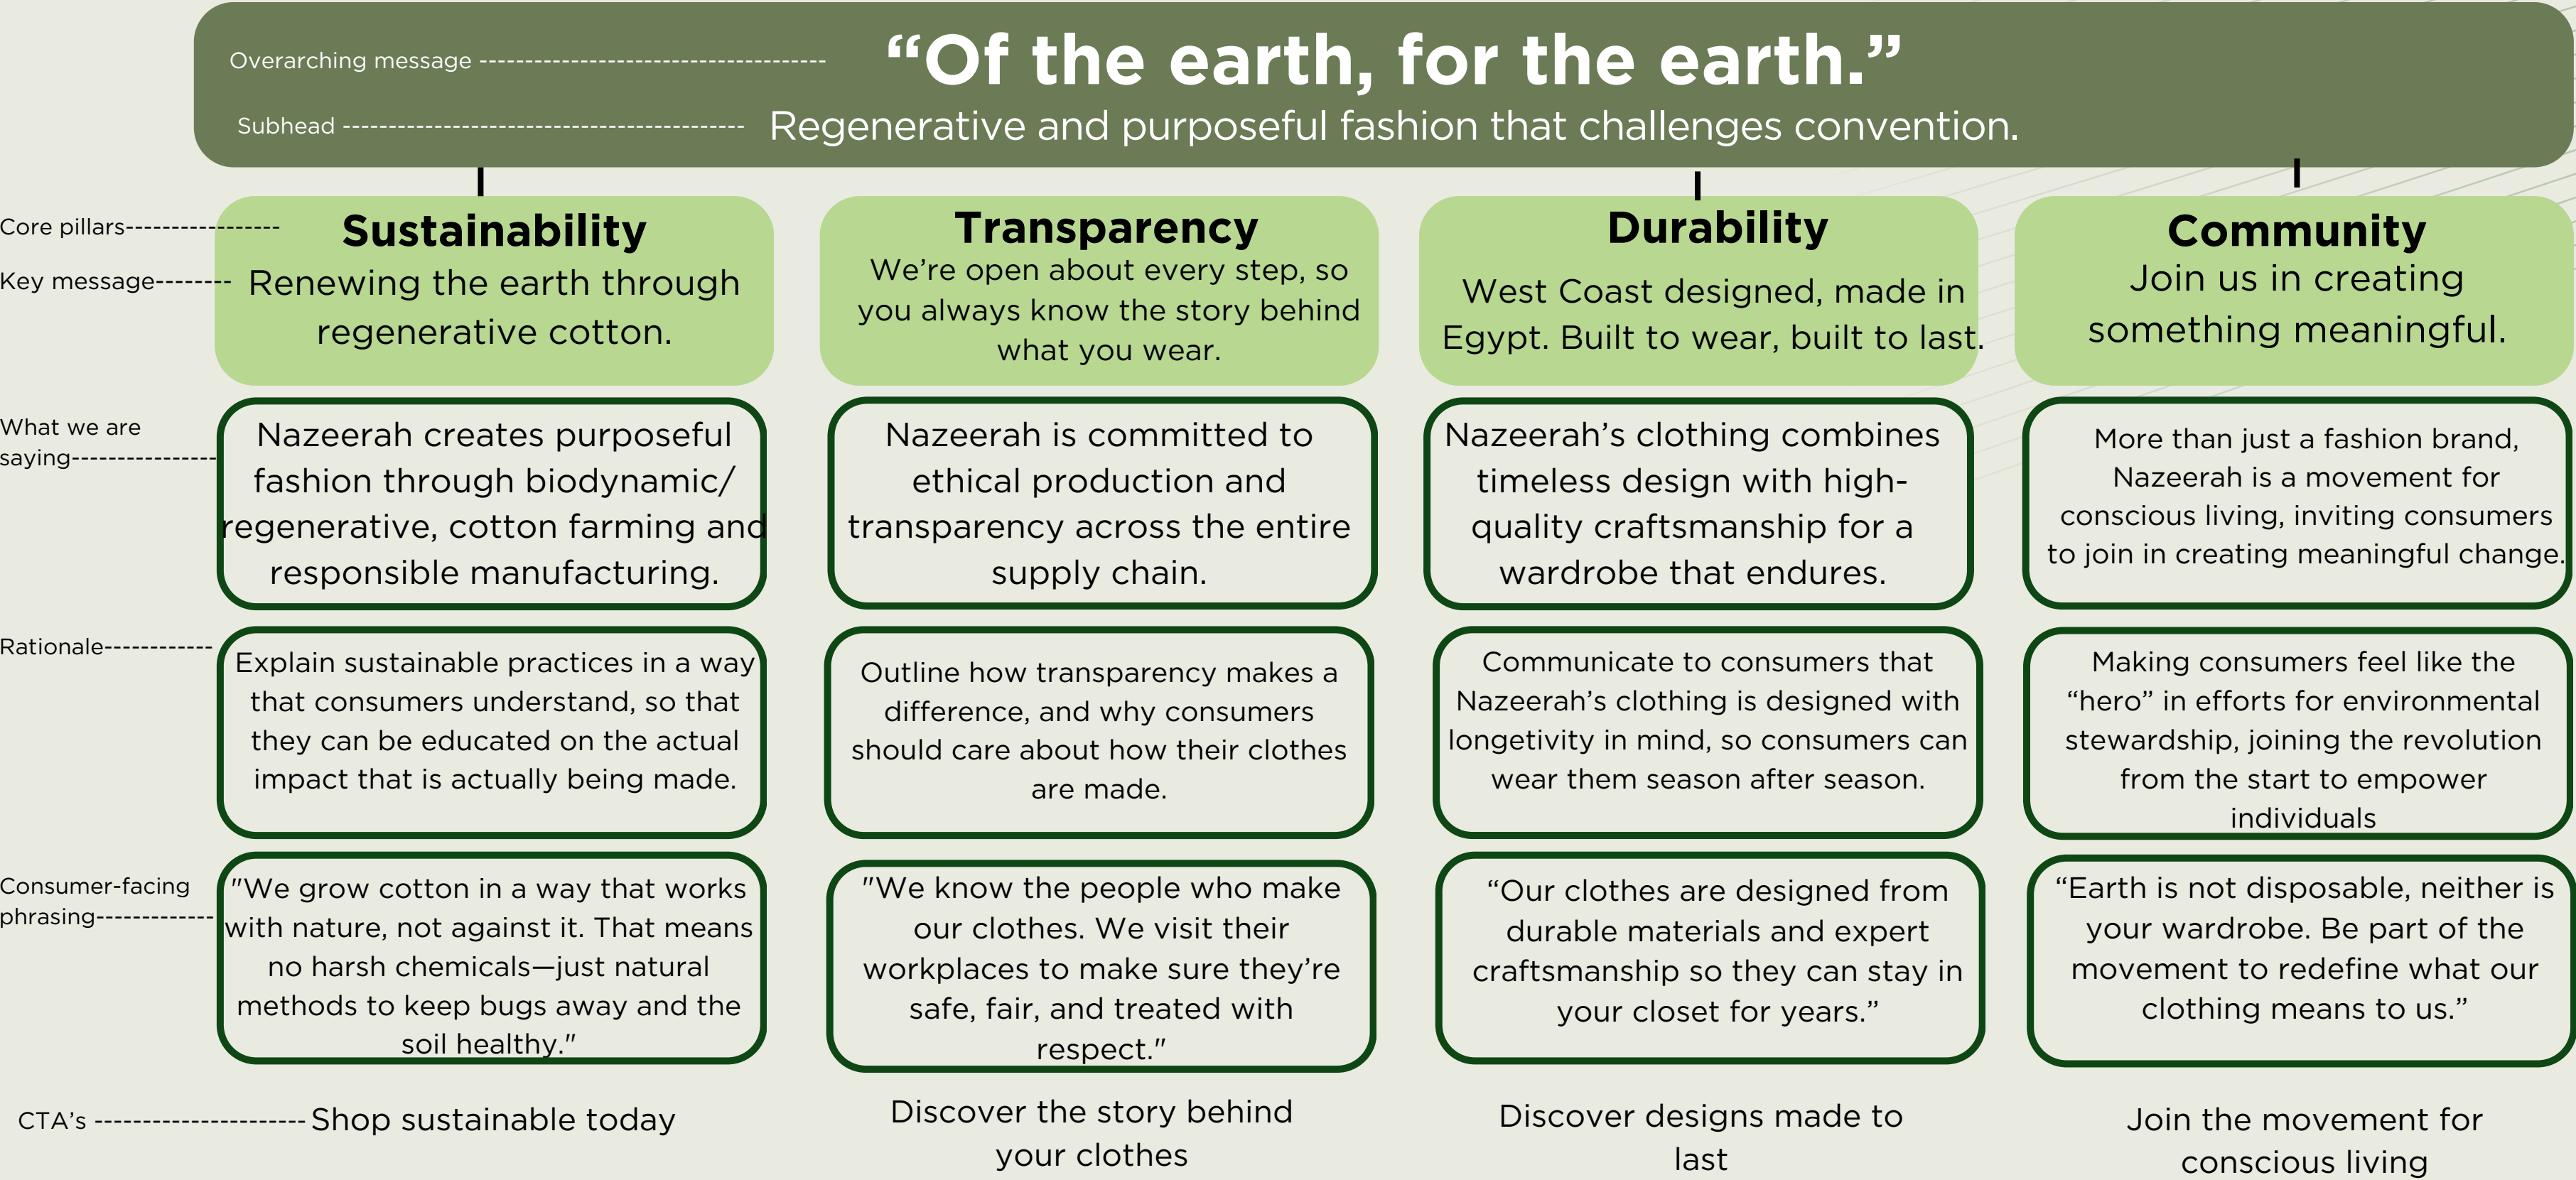 Overarching message ------------------------------------- “Of the earth, for the earth.”
Subhead ------------------------------------------- Regenerative and purposeful fashion that challenges convention.
Core pillars-----------------
Key message--------
Sustainability
Renewing the earth through
regenerative cotton.
Transparency
We’re open about every step, so
you always know the story behind
what you wear.
Durability
West Coast designed, made in
Egypt. Built to wear, built to last.
Community
Join us in creating
something meaningful.
What we are
saying----------------
Nazeerah creates purposeful
fashion through biodynamic/
regenerative, cotton farming and
responsible manufacturing.
Nazeerah is committed to
ethical production and
transparency across the entire
supply chain.
Nazeerah’s clothing combines
timeless design with high-
quality craftsmanship for a
wardrobe that endures.
More than just a fashion brand,
Nazeerah is a movement for
conscious living, inviting consumers
to join in creating meaningful change.
Rationale------------
Explain sustainable practices in a way
that consumers understand, so that
they can be educated on the actual
impact that is actually being made.
Outline how transparency makes a
difference, and why consumers
should care about how their clothes
are made.
Communicate to consumers that
Nazeerah’s clothing is designed with
longetivity in mind, so consumers can
wear them season after season.
Making consumers feel like the
“hero” in efforts for environmental
stewardship, joining the revolution
from the start to empower
individuals
Consumer-facing
phrasing-------------
"We grow cotton in a way that works
with nature, not against it. That means
no harsh chemicals—just natural
methods to keep bugs away and the
soil healthy."
"We know the people who make
our clothes. We visit their
workplaces to make sure they’re
safe, fair, and treated with
respect."
“Our clothes are designed from
durable materials and expert
craftsmanship so they can stay in
your closet for years.”
“Earth is not disposable, neither is
your wardrobe. Be part of the
movement to redefine what our
clothing means to us.”
CTA’s -----------------------
Shop sustainable today
Discover the story behind
your clothes
Discover designs made to
last
Join the movement for
conscious living